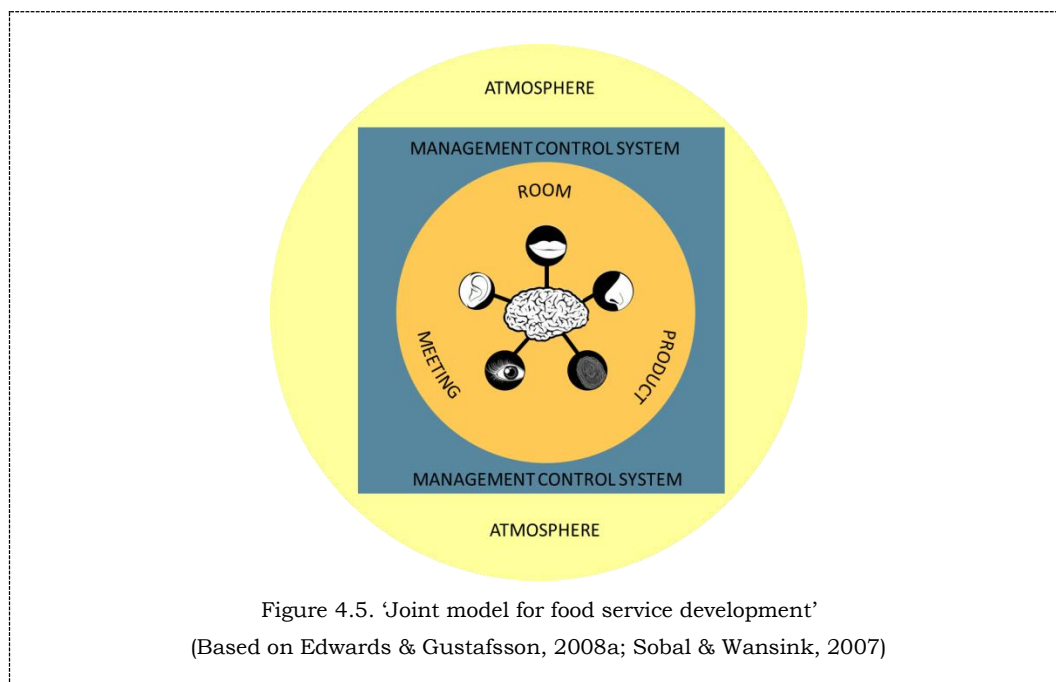 ATMOSPHERE
MANAGEMENT CONTROL SYSTEM
ROOM
MEETING
PRODUCT
MANAGEMENT CONTROL SYSTEM
ATMOSPHERE
Figure 4.5. ‘Joint model for food service development’
(Based on Edwards & Gustafsson, 2008a; Sobal & Wansink, 2007)